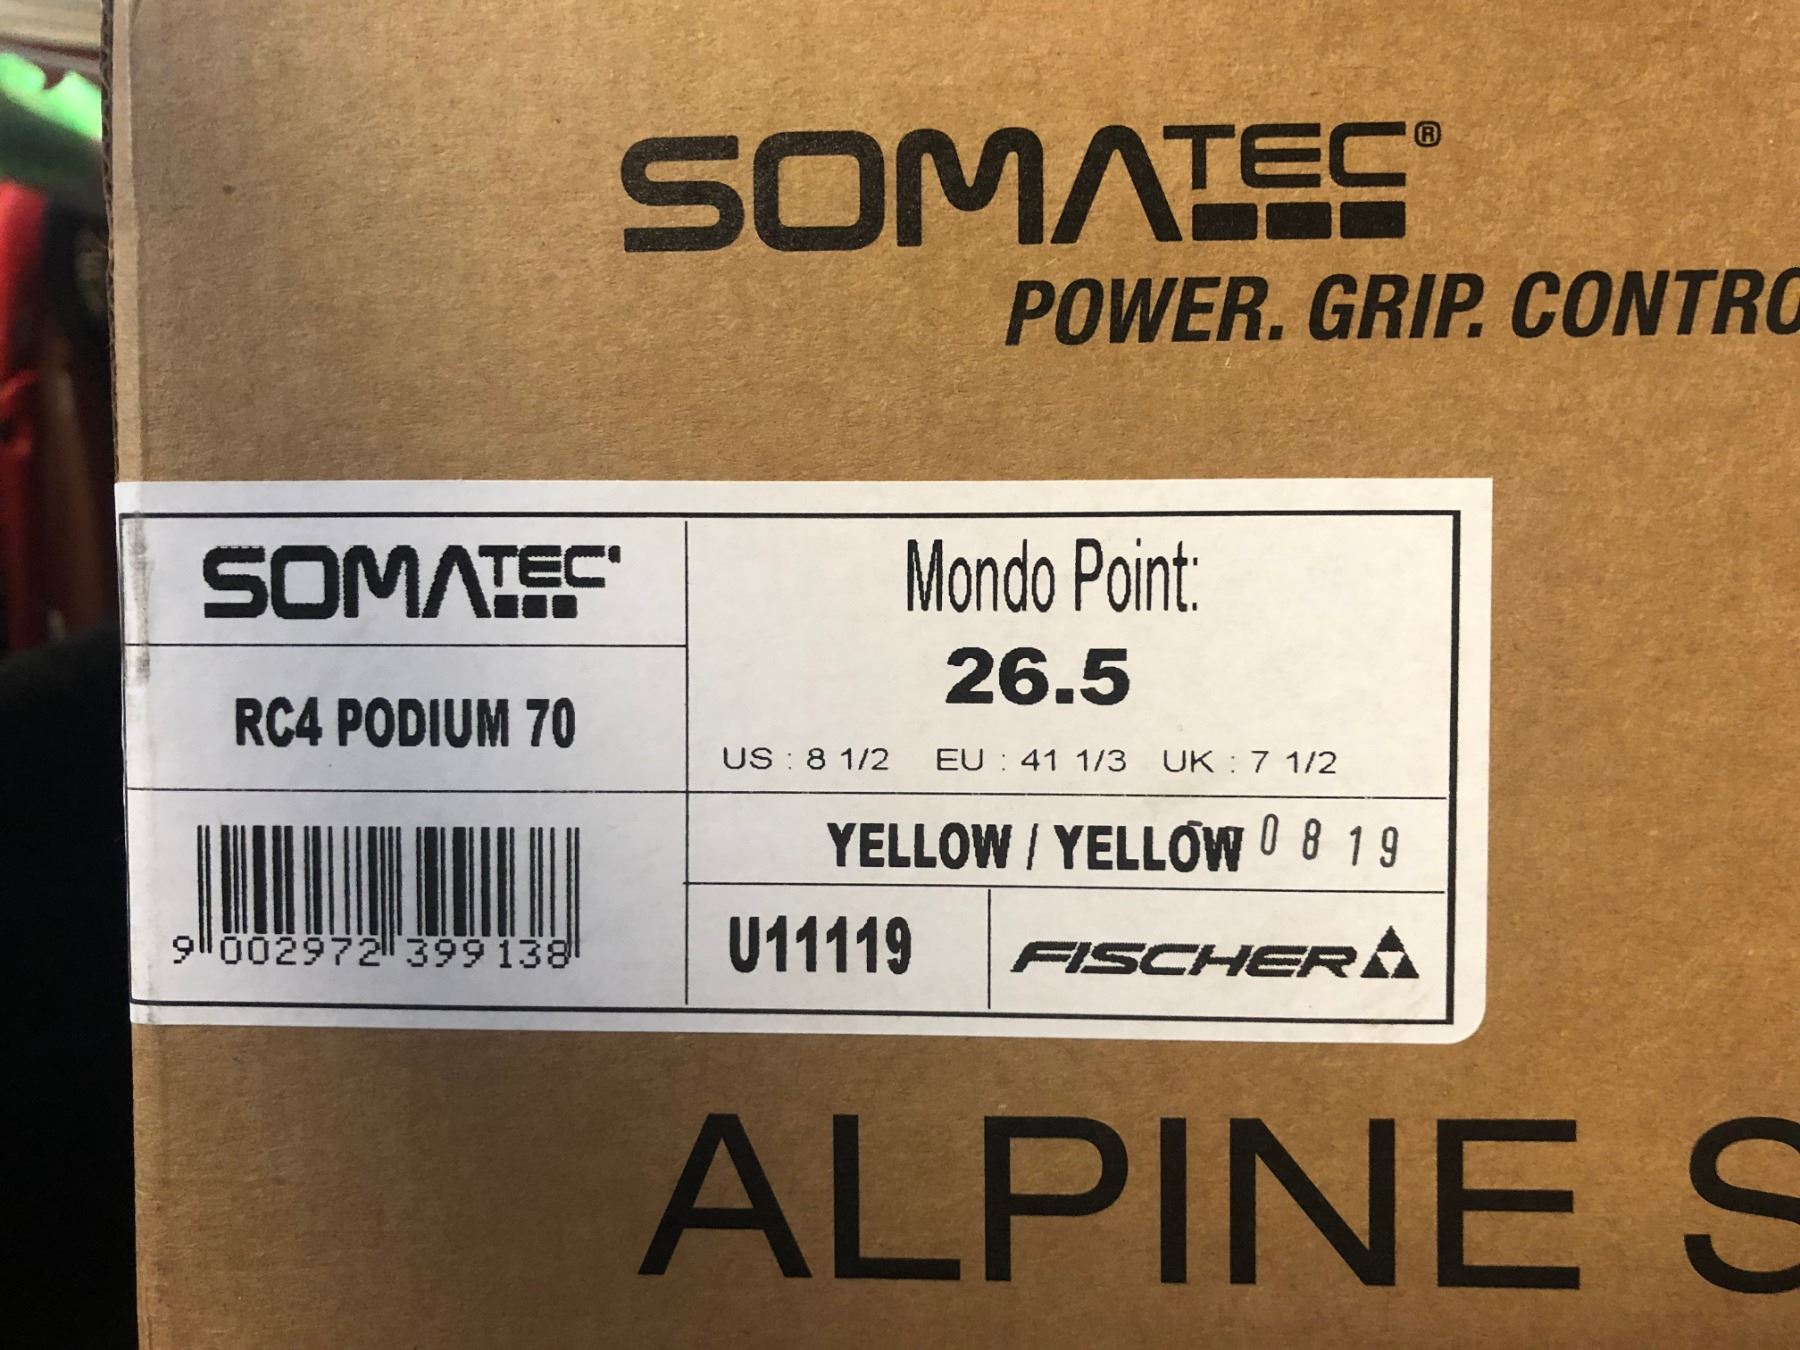 SOMATEC®
POWER. GRIP. CONTRO
SOMATEC
RC4 PODIUM 70
9 002972 399138
Mondo Point:
26.5
US : 8 1/2 EU : 41 1/3 UK : 7 1/2
YELLOW / YELLOW 0819
U11119
FISCHER
ALPINE S